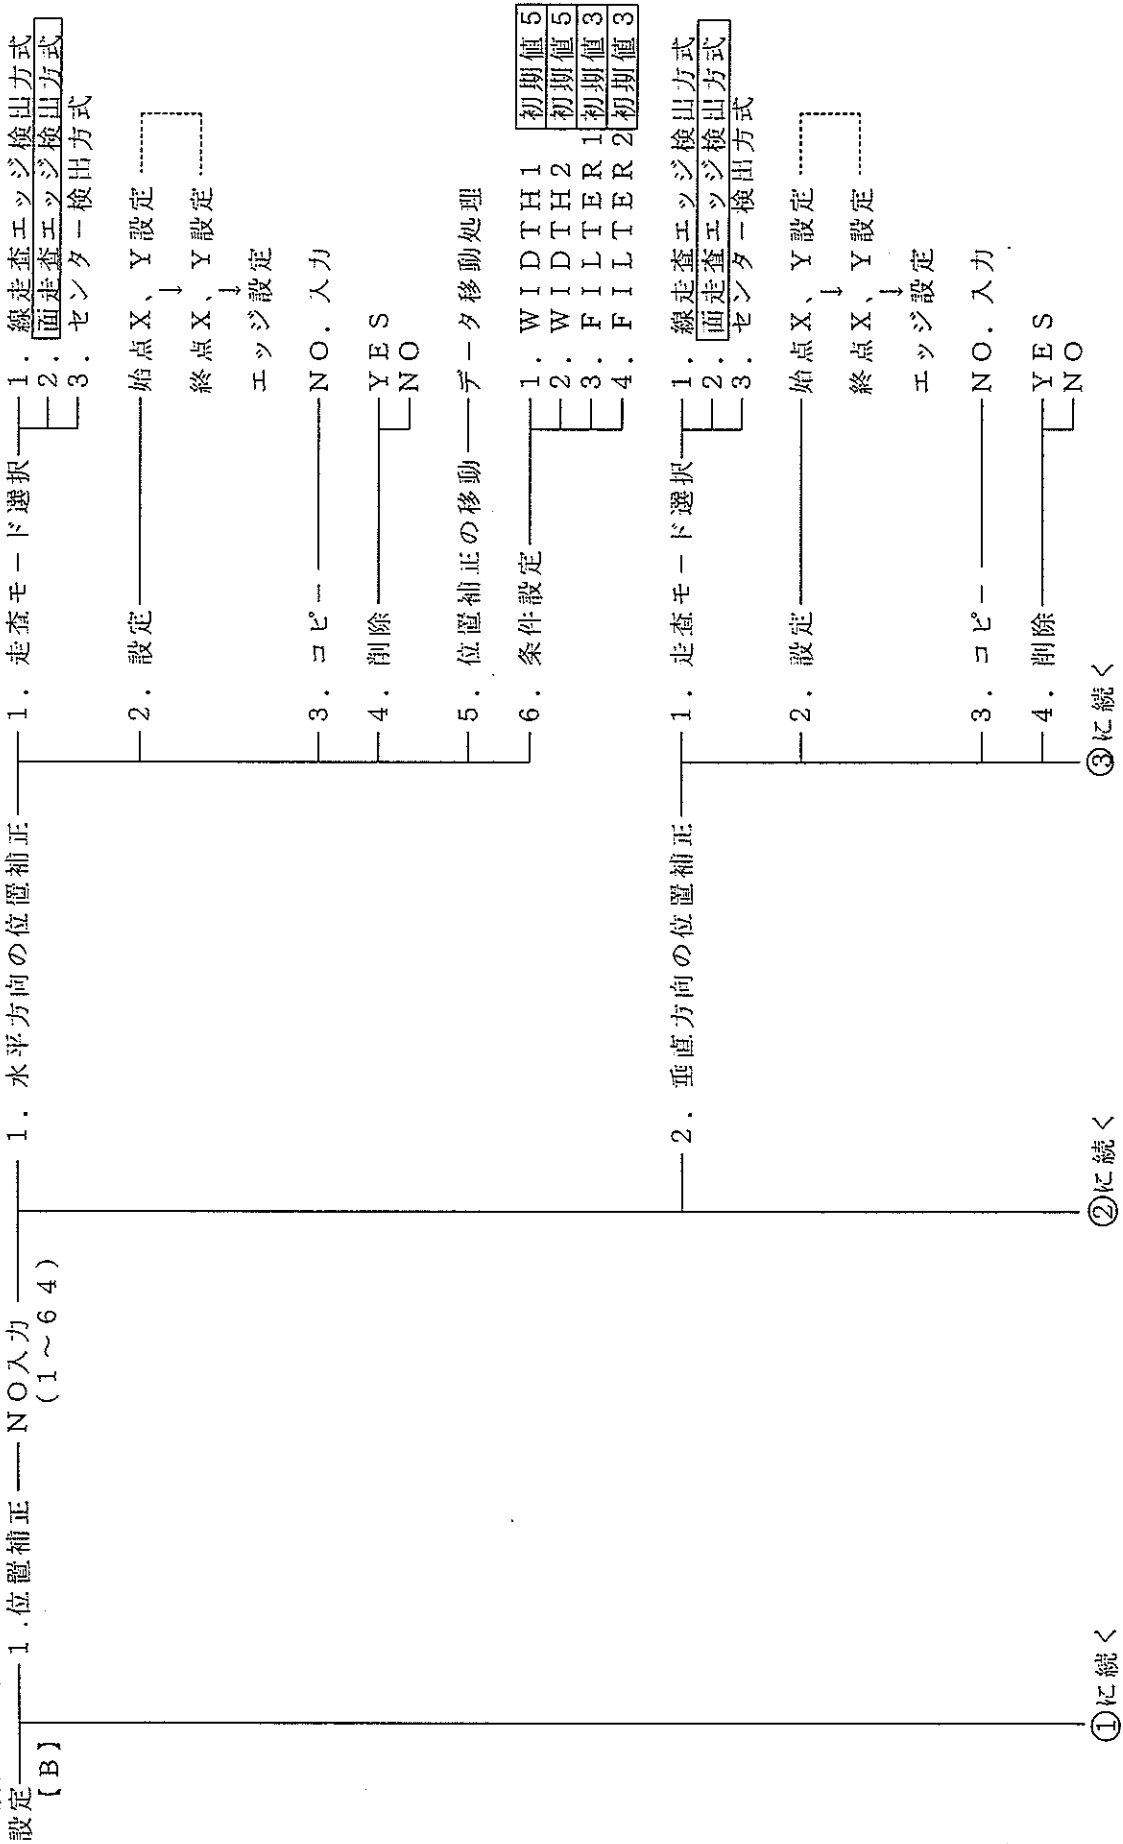 設定
【B】
1.位置補正
NO入力
(1~64)
1. 水平方向の位置補正
1. 走査モード選択
1. 線走査エッジ検出方式
2. 面走査エッジ検出方式
3. センター検出方式
2. 設定
始点X、Y設定
↓
終点X、Y設定
↓
エッジ設定
3. コピー
NO.入力
4. 削除
YES
NO
5. 位置補正の移動
データ移動処理
6. 条件設定
1. WIDTH1 初期値5
2. WIDTH2 初期値5
3. FILTER1 初期値3
4. FILTER2 初期値3
2. 垂直方向の位置補正
1. 走査モード選択
1. 線走査エッジ検出方式
2. 面走査エッジ検出方式
3. センター検出方式
2. 設定
始点X、Y設定
↓
終点X、Y設定
↓
エッジ設定
3. コピー
NO.入力
4. 削除
YES
NO
①に続く
②に続く
③に続く